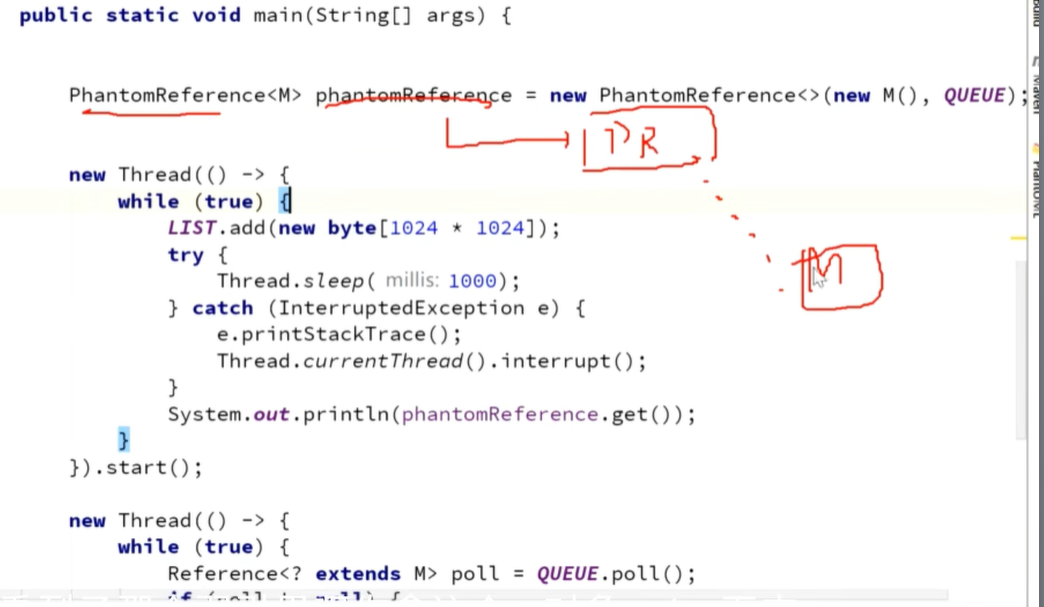 public static void main(String[] args) {
PhantomReference<M> phantomReference = new PhantomReference<>(new M(), QUEUE);
PR
new Thread(() -> {
while (true) {
LIST.add(new byte[1024 * 1024]);
try {
M
Thread.sleep( millis: 1000);
} catch (InterruptedException e) {
e.printStackTrace();
Thread.currentThread().interrupt();
}
System.out.println(phantomReference.get());
}
}).start();
new Thread(() -> {
while (true) {
Reference<? extends M> poll = QUEUE.poll();
Maven
PlantUML